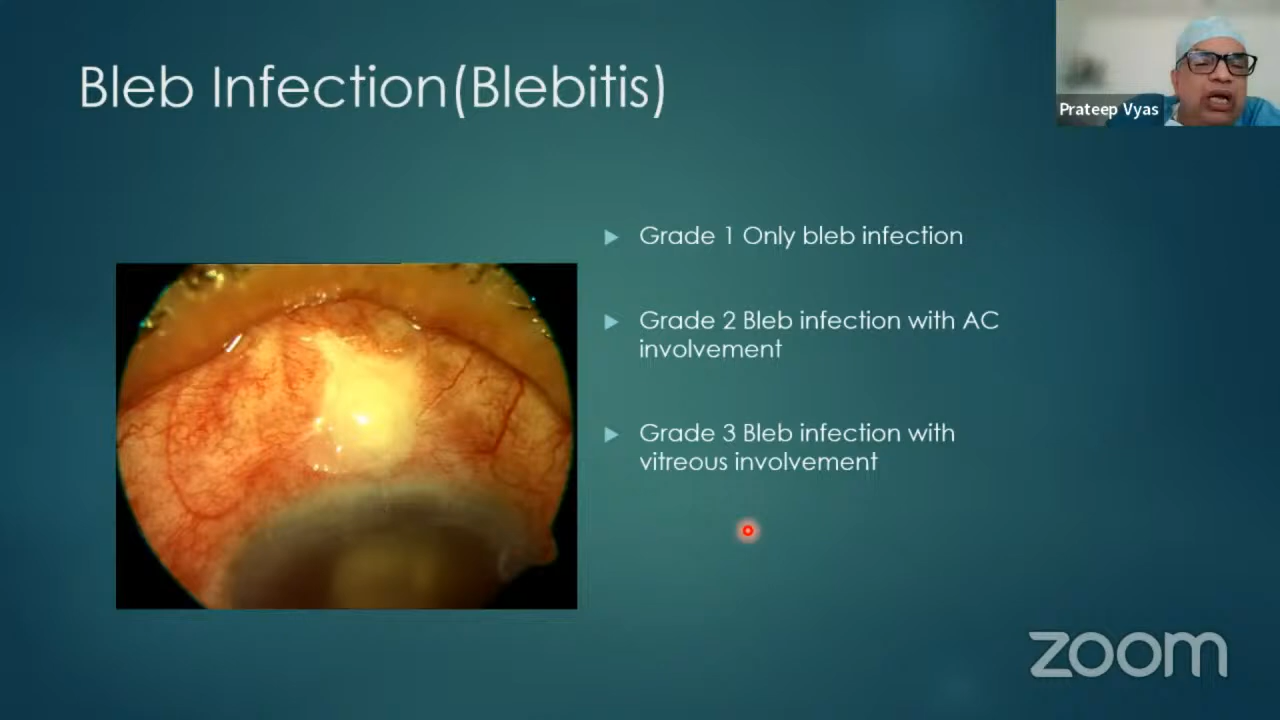 Bleb Infection(Blebitis)
Prateep Vyas
Grade 1 Only bleb infection
Grade 2 Bleb infection with AC
involvement
Grade 3 Bleb infection with
vitreous involvement
zoom